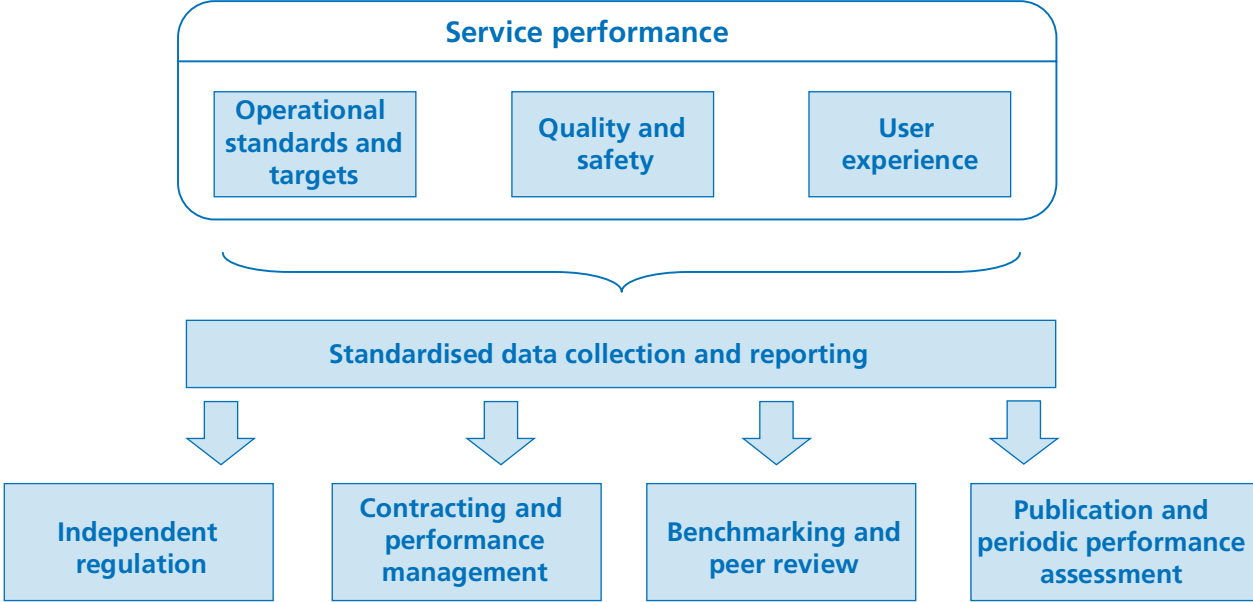 Service performance
Operational
standards and
targets
Quality and
safety
User
experience
Standardised data collection and reporting
Independent
regulation
Contracting and
performance
management
Benchmarking and
peer review
Publication and
periodic performance
assessment